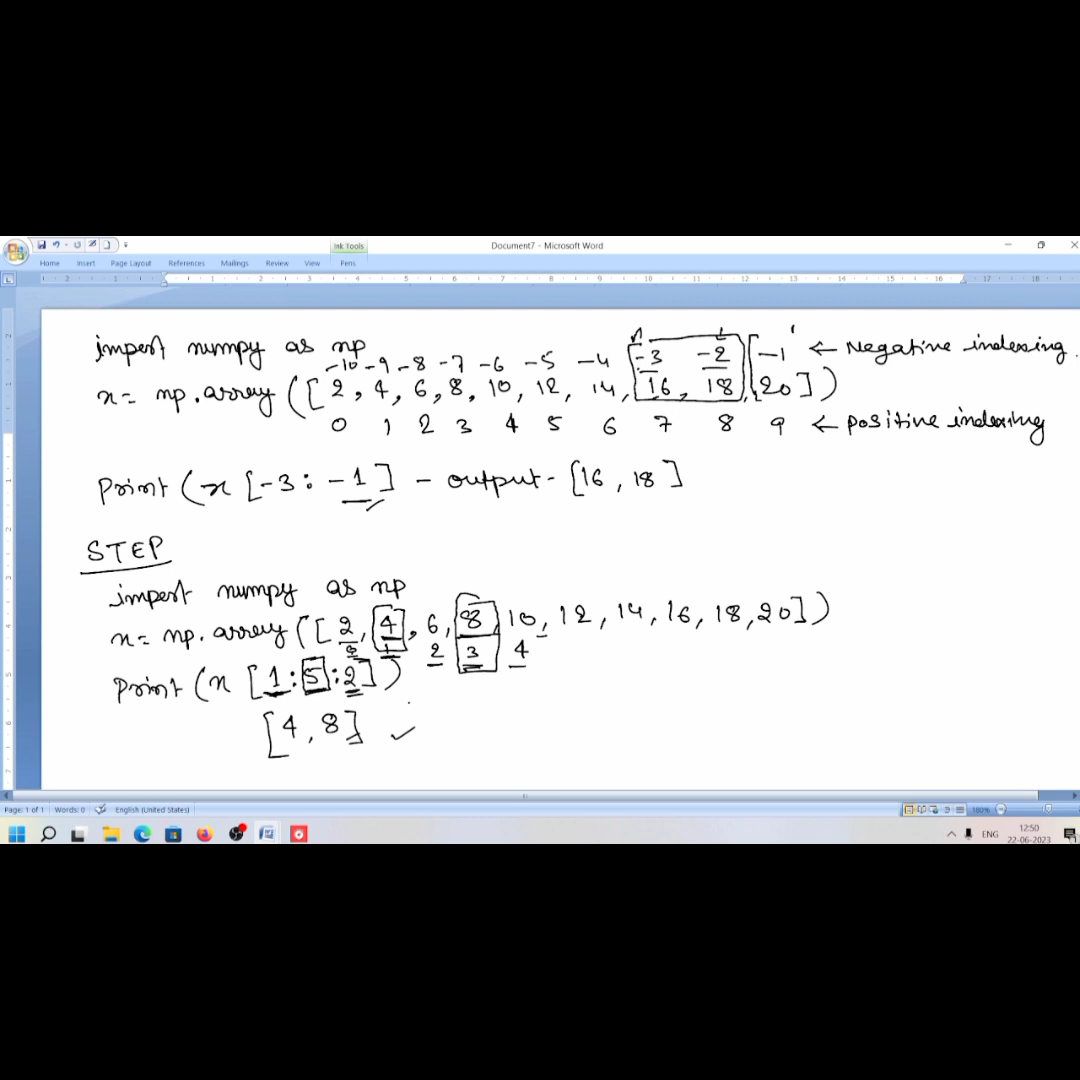 Document7 - Microsoft Word
Ink Tools
Home Insert Page Layout References Mailings Review View Pens
import numpy as np
-10 -9 -8 -7 -6 -5 -4 -3 -2 -1 ← Negative indexing
x = np.array([2, 4, 6, 8, 10, 12, 14, 16, 18, 20])
0 1 2 3 4 5 6 7 8 9 ← positive indexing
Print (x [-3 : -1] - output - [16, 18]
STEP
import numpy as np
x = np.array([2, 4, 6, 8, 10, 12, 14, 16, 18, 20])
0 1 2 3 4
Print (x [1:5:2])
[4, 8]
Page: 1 of 1 Words: 0 English (United States) 180%
ENG 12:50
22-06-2023